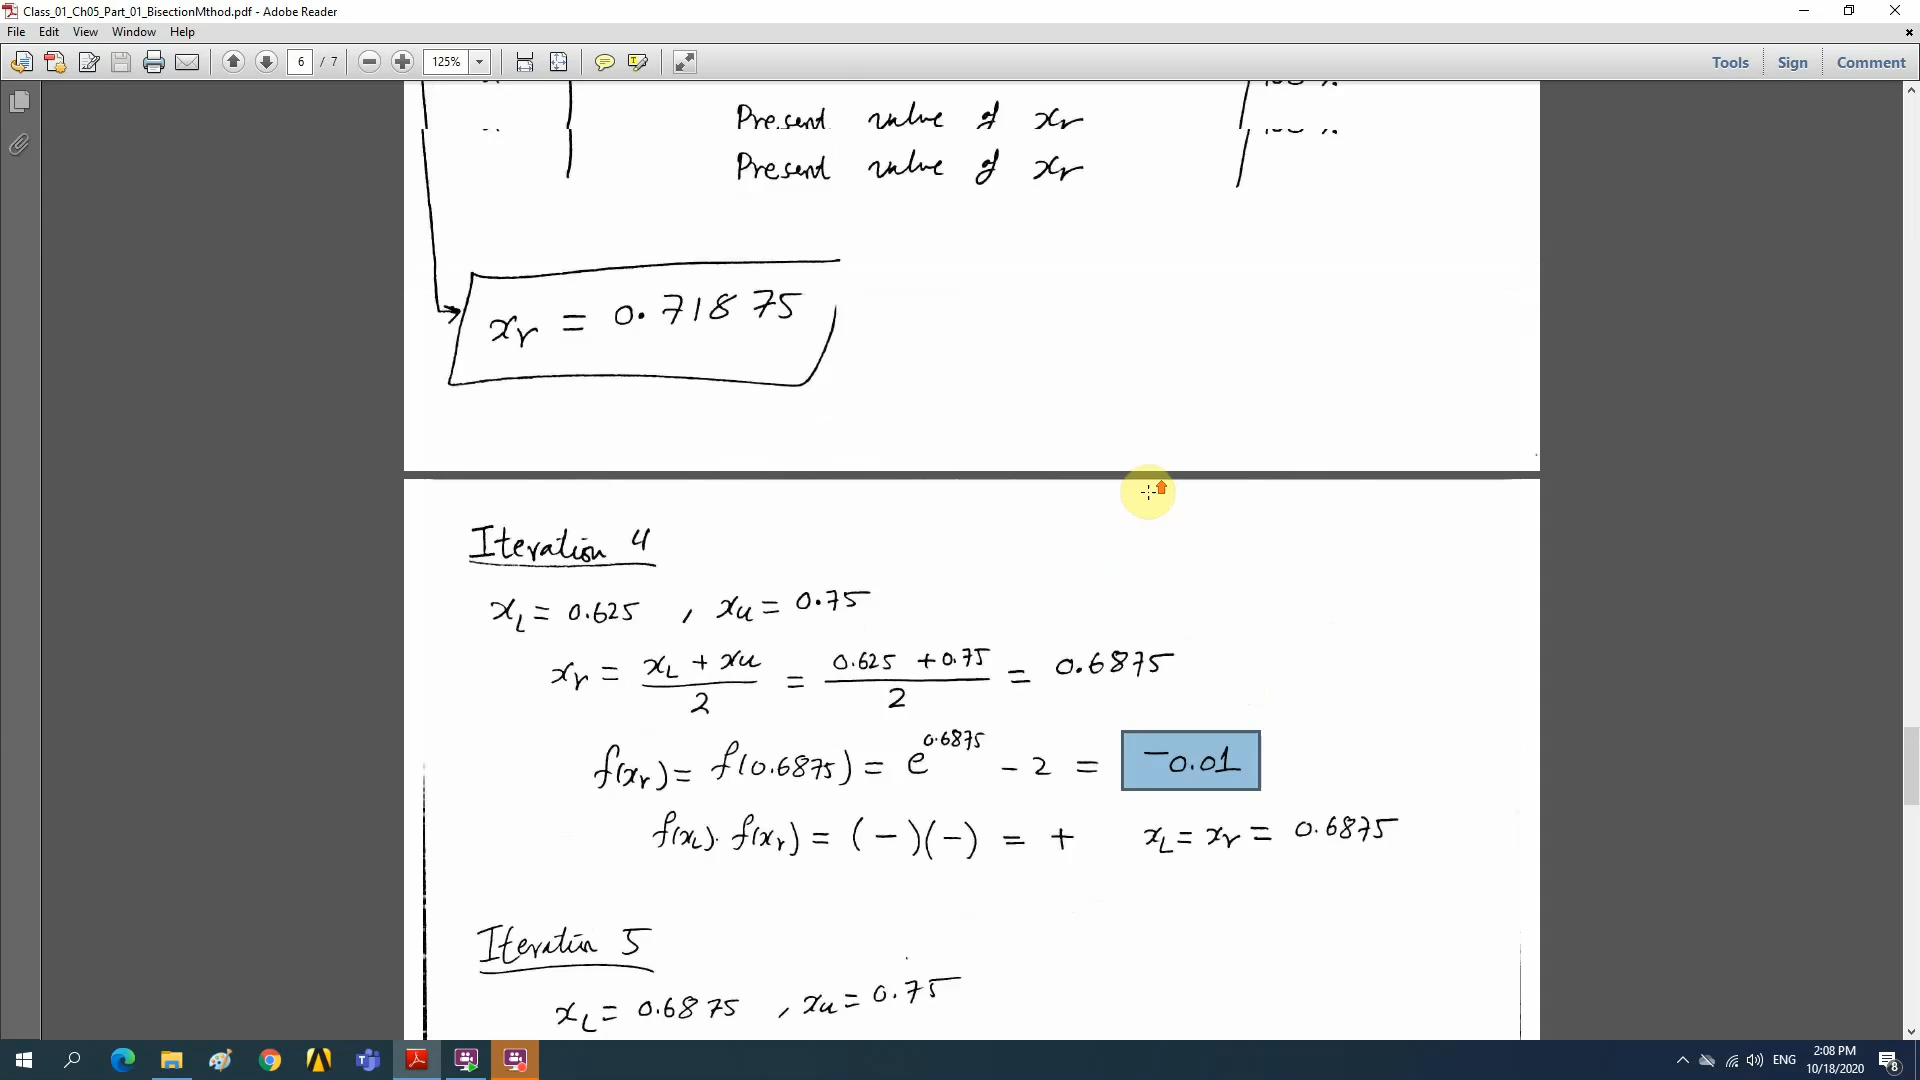 Class_01_Ch05_Part_01_BisectionMthod.pdf - Adobe Reader
File Edit View Window Help
6 / 7 125% Tools Sign Comment
Present value of xr
Present value of xr
xr = 0.71875
Iteration 4
xL = 0.625 , xu = 0.75
xr = (xL + xu)/2 = (0.625 + 0.75)/2 = 0.6875
f(xr) = f(0.6875) = e^0.6875 - 2 = -0.01
f(xL). f(xr) = (-)(-) = + xL = xr = 0.6875
Iteratin 5
xL = 0.6875 , xu = 0.75
ENG
2:08 PM
10/18/2020
8